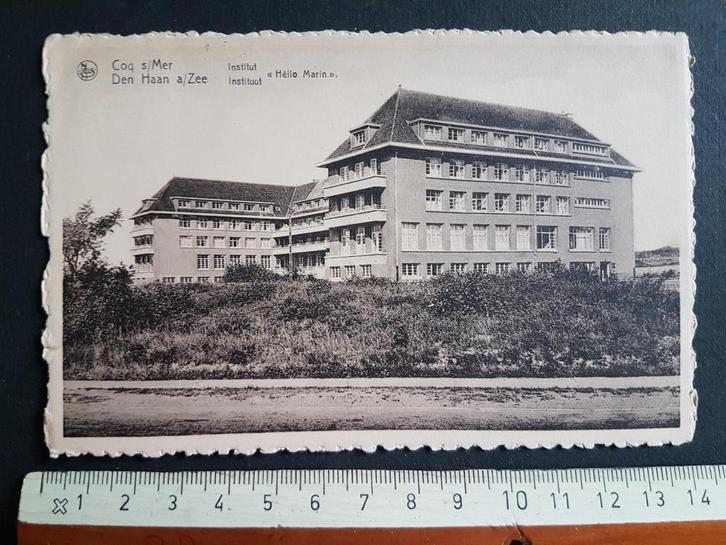 Coq s/Mer
Den Haan a/Zee
Institut
Instituut
« Hélio Marin ».
1 2 3 4 5 6 7 8 9 10 11 12 13 14